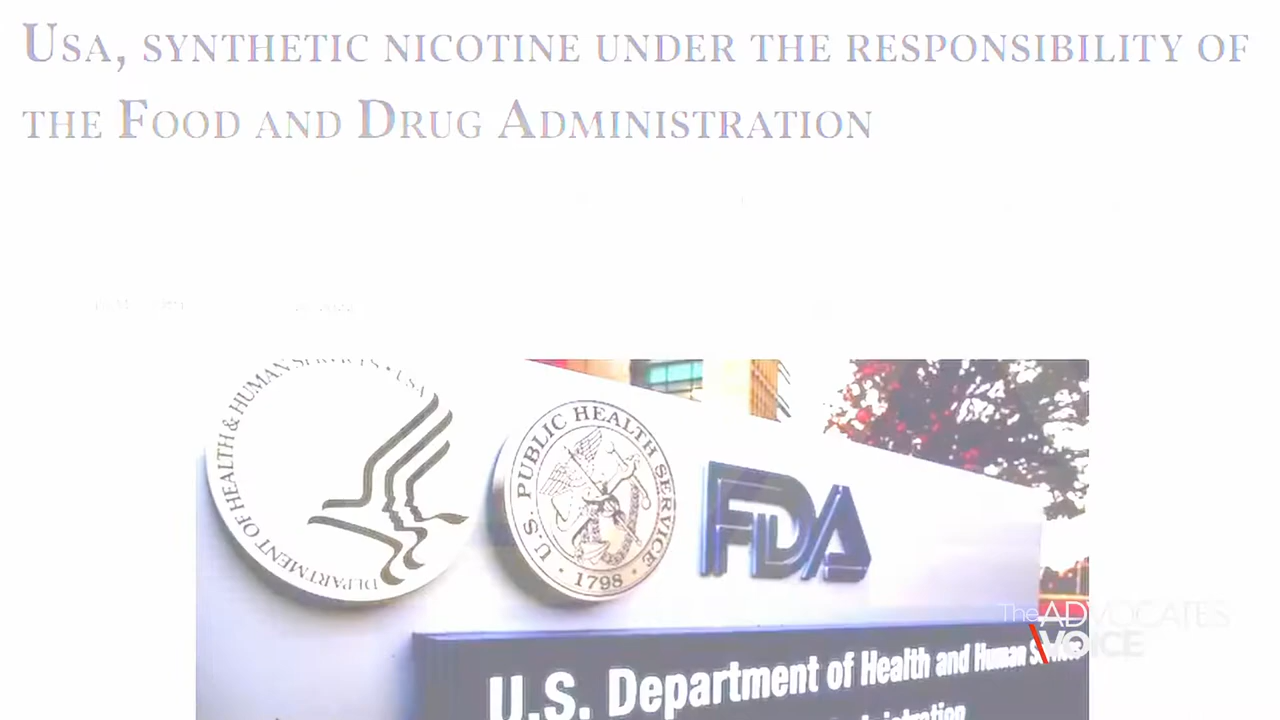 USA, SYNTHETIC NICOTINE UNDER THE RESPONSIBILITY OF
THE FOOD AND DRUG ADMINISTRATION
DEPARTMENT OF HEALTH & HUMAN SERVICES • USA
U.S. PUBLIC HEALTH SERVICE
• 1798 •
FDA
The ADVOCATES
VOICE
U.S. Department of Health and Human